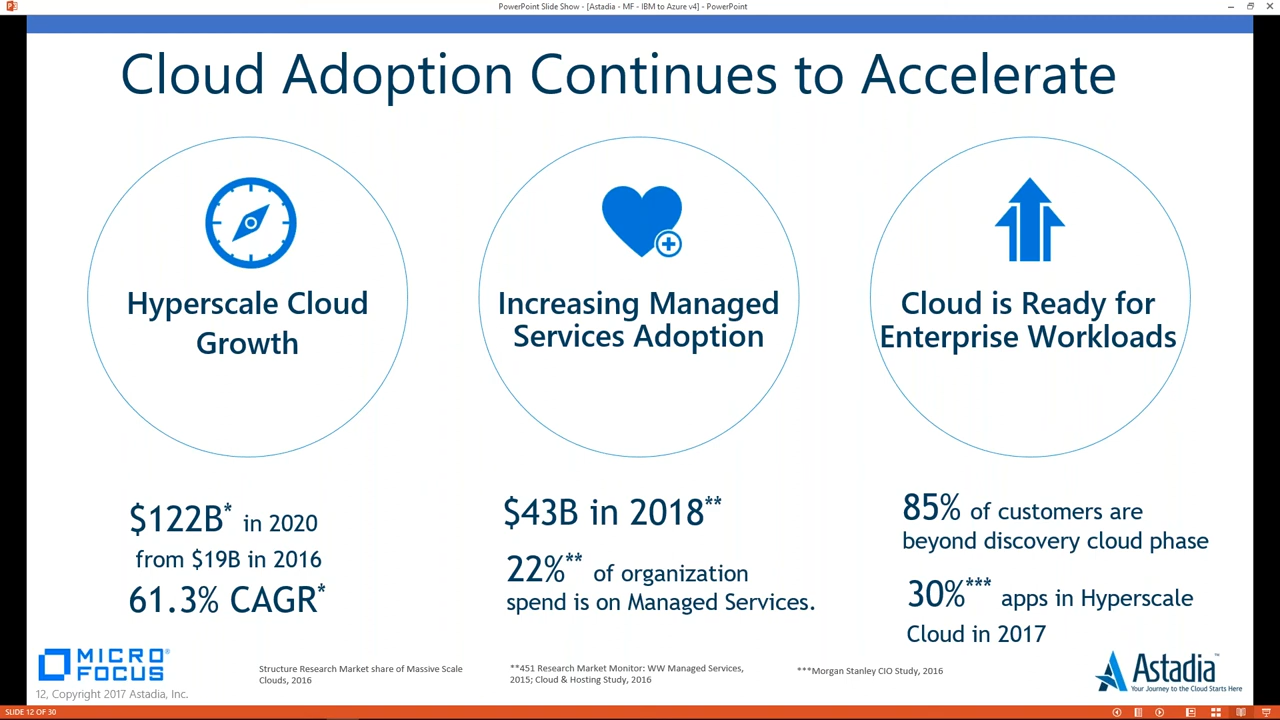 PowerPoint Slide Show - [Astadia - MF - IBM to Azure v4] - PowerPoint
Cloud Adoption Continues to Accelerate
Hyperscale Cloud
Growth
Increasing Managed
Services Adoption
Cloud is Ready for
Enterprise Workloads
$122B* in 2020
from $19B in 2016
61.3% CAGR*
$43B in 2018**
22%** of organization
spend is on Managed Services.
85% of customers are
beyond discovery cloud phase
30%*** apps in Hyperscale
Cloud in 2017
MICRO
FOCUS
12, Copyright 2017 Astadia, Inc.
Structure Research Market share of Massive Scale
Clouds, 2016
**451 Research Market Monitor: WW Managed Services,
2015; Cloud & Hosting Study, 2016
***Morgan Stanley CIO Study, 2016
Astadia™
Your Journey to the Cloud Starts Here
SLIDE 12 OF 30